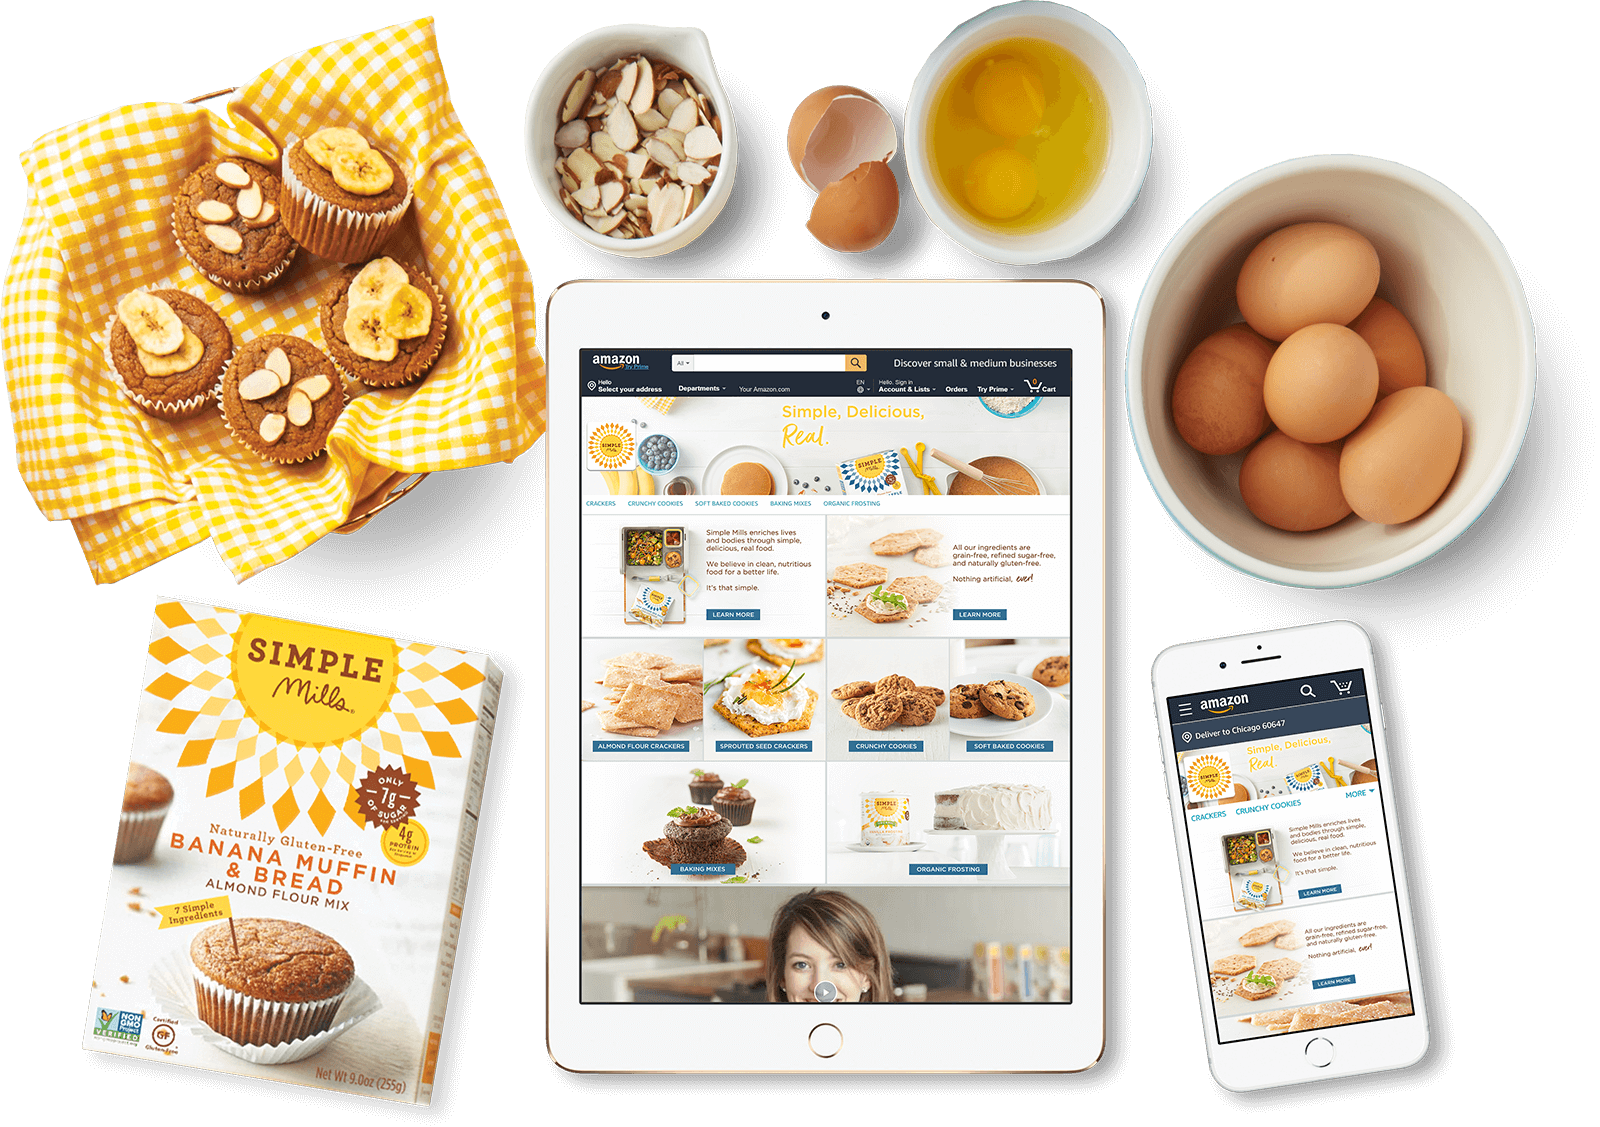 SIMPLE
Mills®
ONLY
7g
OF SUGAR
4g
PROTEIN
Naturally Gluten-Free
BANANA MUFFIN
& BREAD
ALMOND FLOUR MIX
7 Simple
Ingredients
NON
GMO
Project
VERIFIED
Certified
GF
Gluten-Free
Net Wt 9.0oz (255g)
amazon
Try Prime
All
Discover small & medium businesses
Hello
Select your address
Departments
Your Amazon.com
EN
Hello. Sign in
Account & Lists
Orders
Try Prime
0
Cart
Simple, Delicious,
Real.
SIMPLE
Mills
SIMPLE
Mills
CRACKERS CRUNCHY COOKIES SOFT BAKED COOKIES BAKING MIXES ORGANIC FROSTING
Simple Mills enriches lives
and bodies through simple,
delicious, real food.
We believe in clean, nutritious
food for a better life.
It's that simple.
LEARN MORE
All our ingredients are
grain-free, refined sugar-free,
and naturally gluten-free.
Nothing artificial, ever!
LEARN MORE
ALMOND FLOUR CRACKERS
SPROUTED SEED CRACKERS
CRUNCHY COOKIES
SOFT BAKED COOKIES
BAKING MIXES
SIMPLE
Mills
ORGANIC FROSTING
amazon
Deliver to Chicago 60647
Simple, Delicious,
Real.
SIMPLE
Mills
CRACKERS CRUNCHY COOKIES MORE
Simple Mills enriches lives
and bodies through simple,
delicious, real food.
We believe in clean, nutritious
food for a better life.
It's that simple.
LEARN MORE
All our ingredients are
grain-free, refined sugar-free,
and naturally gluten-free.
Nothing artificial, ever!
LEARN MORE